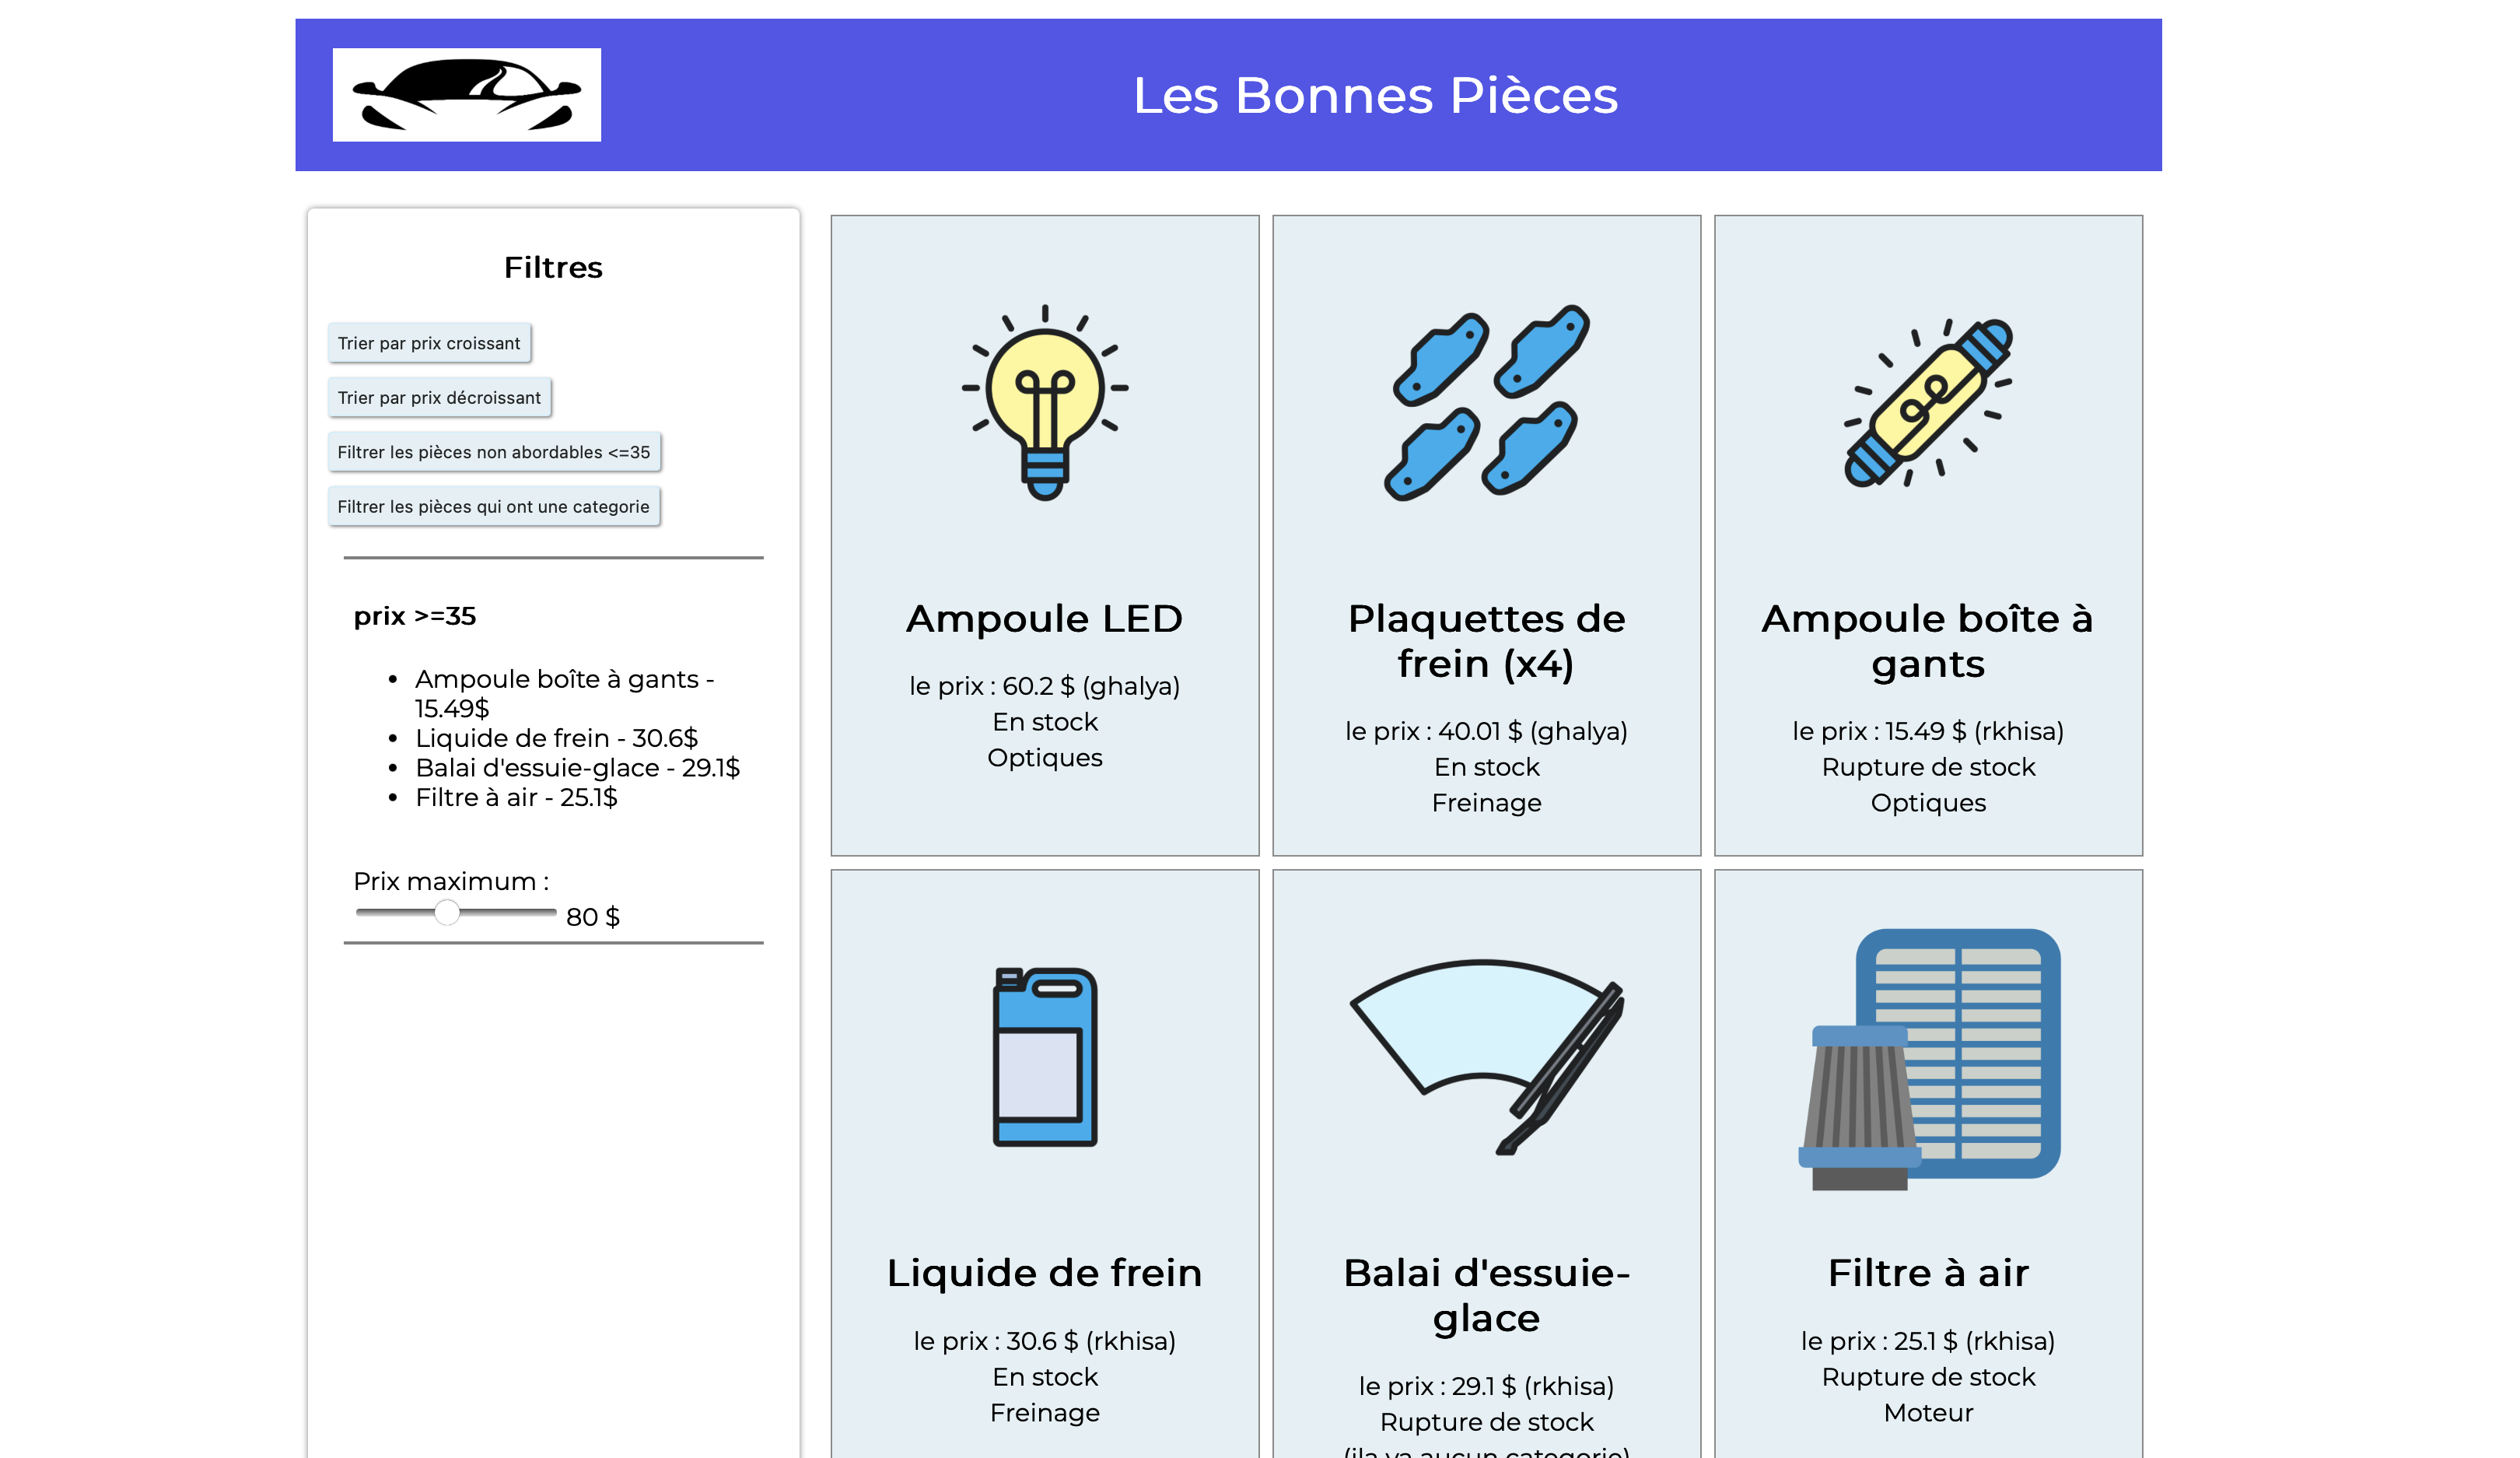 Les Bonnes Pièces
Filtres
Trier par prix croissant
Trier par prix décroissant
Filtrer les pièces non abordables <=35
Filtrer les pièces qui ont une categorie
prix >=35
Ampoule boîte à gants -
15.49$
Liquide de frein - 30.6$
Balai d'essuie-glace - 29.1$
Filtre à air - 25.1$
Prix maximum :
80 $
Ampoule LED
le prix : 60.2 $ (ghalya)
En stock
Optiques
Plaquettes de
frein (x4)
le prix : 40.01 $ (ghalya)
En stock
Freinage
Ampoule boîte à
gants
le prix : 15.49 $ (rkhisa)
Rupture de stock
Optiques
Liquide de frein
le prix : 30.6 $ (rkhisa)
En stock
Freinage
Balai d'essuie-
glace
le prix : 29.1 $ (rkhisa)
Rupture de stock
(ila ya aucun categorie)
Filtre à air
le prix : 25.1 $ (rkhisa)
Rupture de stock
Moteur